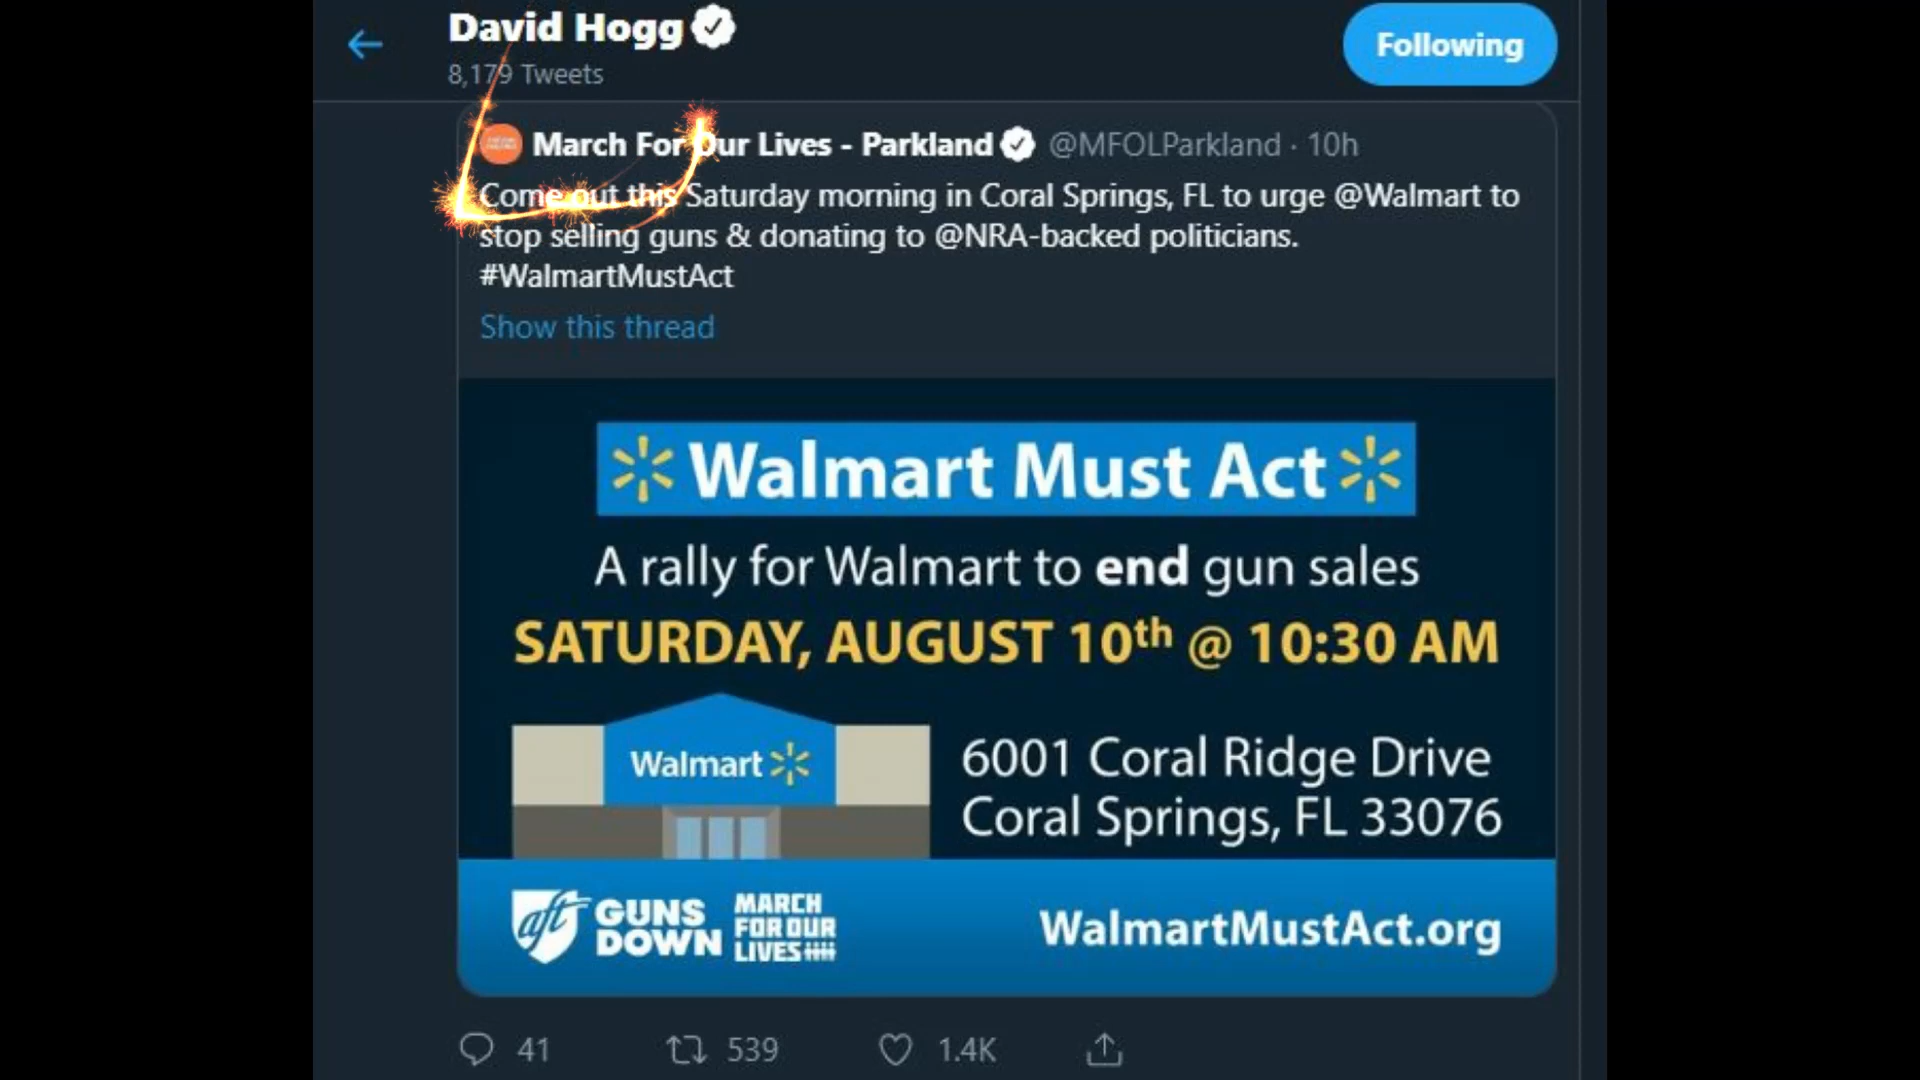 David Hogg
Following
8,179 Tweets
March For Our Lives - Parkland @MFOLParkland · 10h
Come out this Saturday morning in Coral Springs, FL to urge @Walmart to
stop selling guns & donating to @NRA-backed politicians.
#WalmartMustAct
Show this thread
Walmart Must Act
A rally for Walmart to end gun sales
SATURDAY, AUGUST 10th @ 10:30 AM
Walmart
6001 Coral Ridge Drive
Coral Springs, FL 33076
aft
GUNS
DOWN
MARCH
FOR OUR
LIVES
WalmartMustAct.org
41
539
1.4K